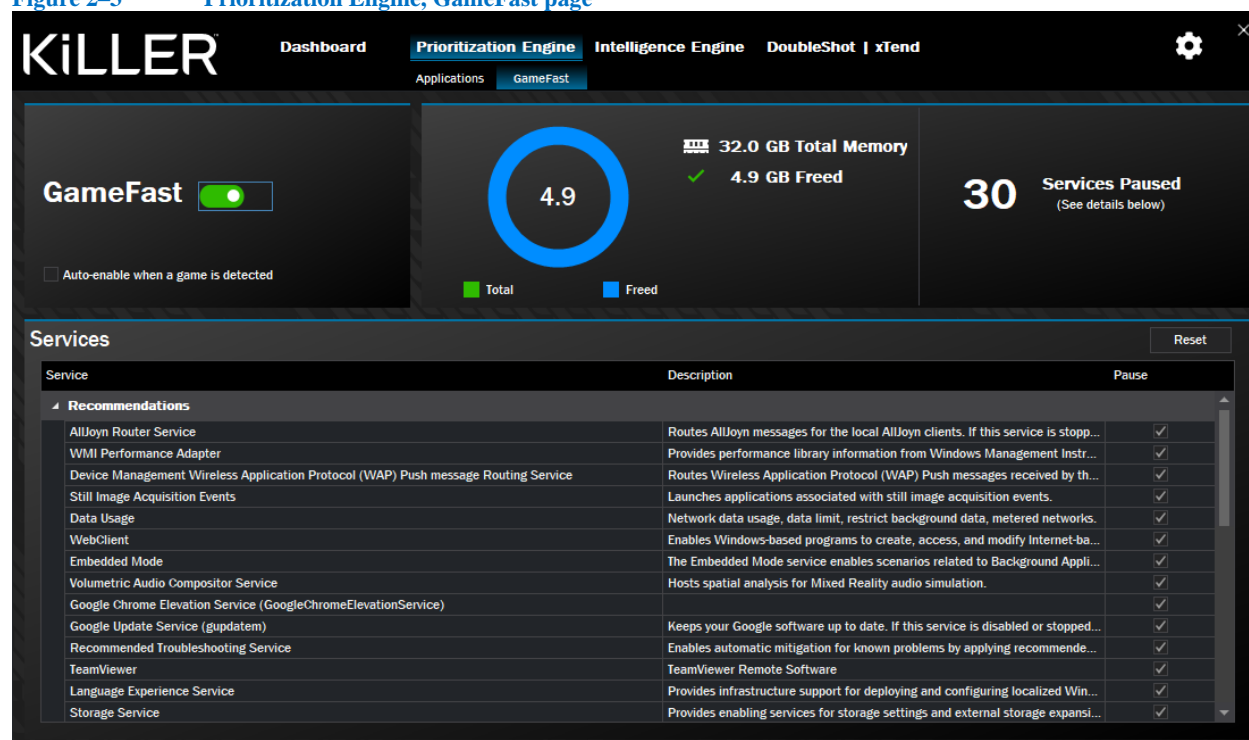 Figure 2–3 Prioritization Engine, GameFast page
KiLLER Dashboard Prioritization Engine Intelligence Engine DoubleShot | xTend
Applications GameFast
GameFast
Auto-enable when a game is detected
4.9
Total Freed
32.0 GB Total Memory
4.9 GB Freed
30 Services Paused
(See details below)
Services
Reset
Service Description Pause
Recommendations
AllJoyn Router Service Routes AllJoyn messages for the local AllJoyn clients. If this service is stopp...
WMI Performance Adapter Provides performance library information from Windows Management Instr...
Device Management Wireless Application Protocol (WAP) Push message Routing Service Routes Wireless Application Protocol (WAP) Push messages received by th...
Still Image Acquisition Events Launches applications associated with still image acquisition events.
Data Usage Network data usage, data limit, restrict background data, metered networks.
WebClient Enables Windows-based programs to create, access, and modify Internet-ba...
Embedded Mode The Embedded Mode service enables scenarios related to Background Appli...
Volumetric Audio Compositor Service Hosts spatial analysis for Mixed Reality audio simulation.
Google Chrome Elevation Service (GoogleChromeElevationService)
Google Update Service (gupdatem) Keeps your Google software up to date. If this service is disabled or stopped...
Recommended Troubleshooting Service Enables automatic mitigation for known problems by applying recommende...
TeamViewer TeamViewer Remote Software
Language Experience Service Provides infrastructure support for deploying and configuring localized Win...
Storage Service Provides enabling services for storage settings and external storage expansi...